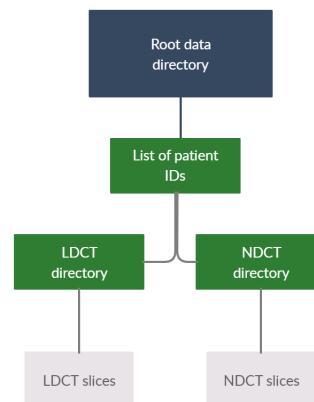 Root data
directory
List of patient
IDs
LDCT
directory
NDCT
directory
LDCT slices
NDCT slices